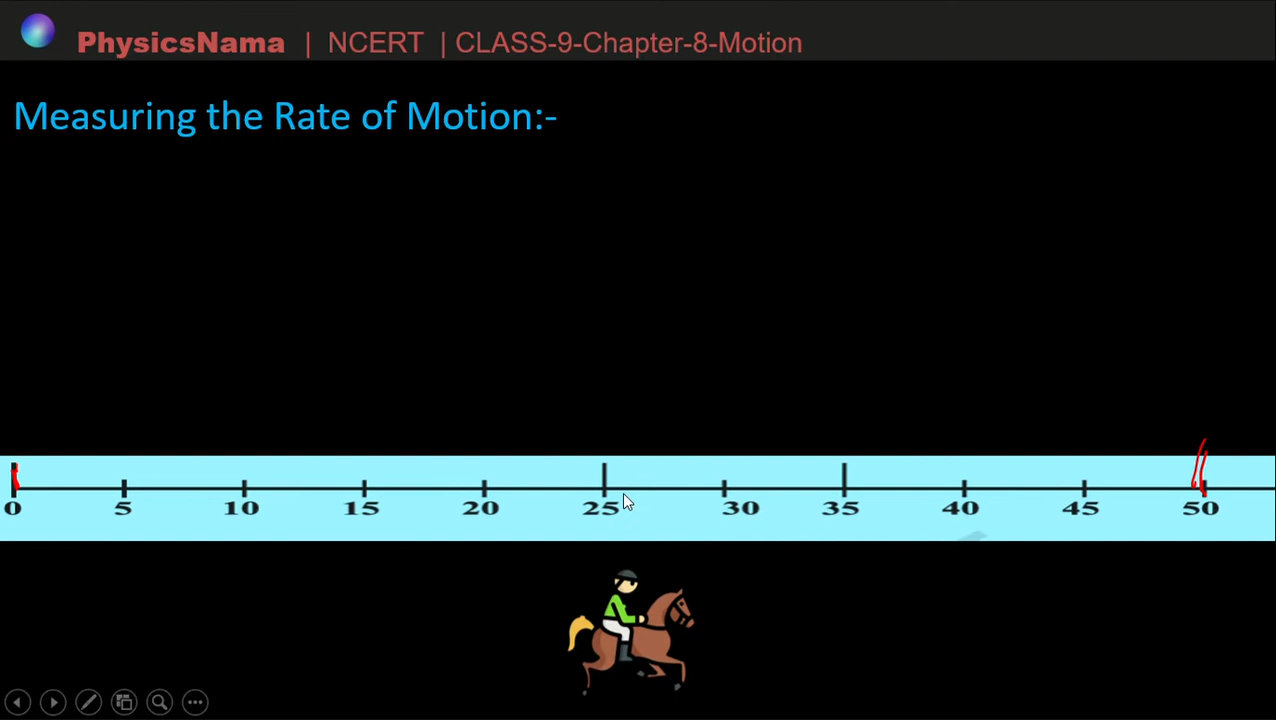 PhysicsNama | NCERT | CLASS-9-Chapter-8-Motion
Measuring the Rate of Motion:-
0 5 10 15 20 25 30 35 40 45 50